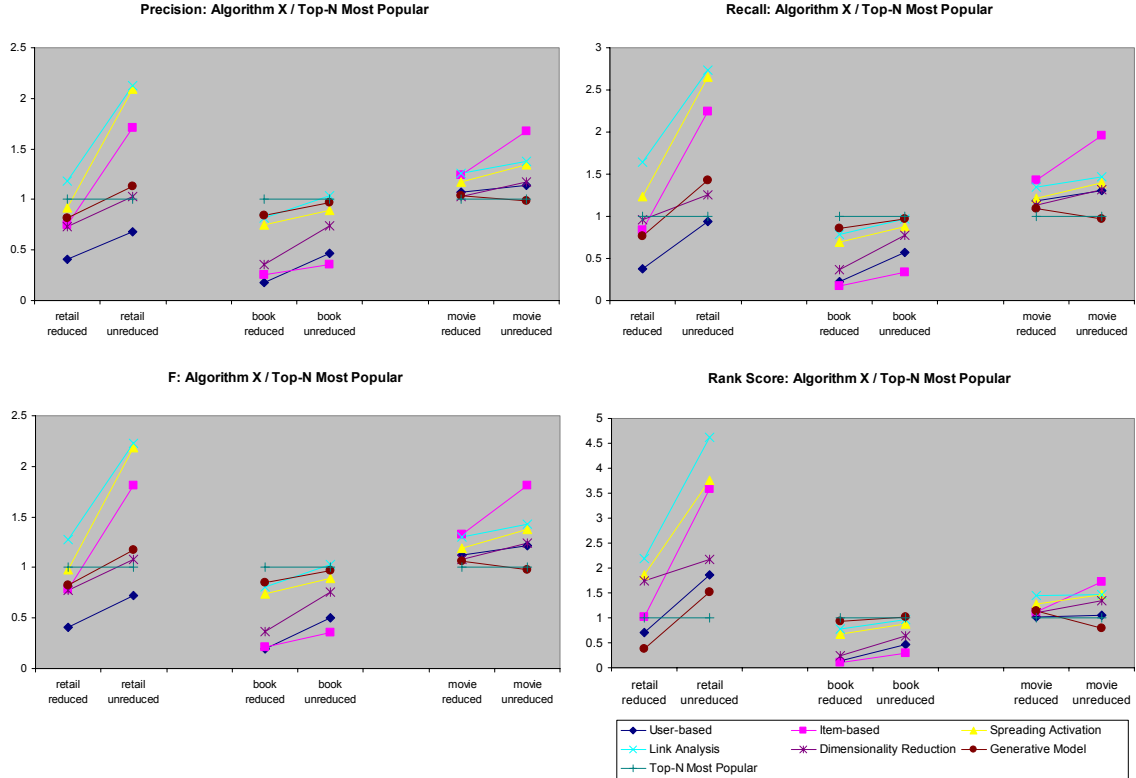 Precision: Algorithm X / Top-N Most Popular
2.5
2
1.5
1
0.5
0
retail reduced
retail unreduced
book reduced
book unreduced
movie reduced
movie unreduced
Recall: Algorithm X / Top-N Most Popular
3
2.5
2
1.5
1
0.5
0
retail reduced
retail unreduced
book reduced
book unreduced
movie reduced
movie unreduced
F: Algorithm X / Top-N Most Popular
2.5
2
1.5
1
0.5
0
retail reduced
retail unreduced
book reduced
book unreduced
movie reduced
movie unreduced
Rank Score: Algorithm X / Top-N Most Popular
5
4.5
4
3.5
3
2.5
2
1.5
1
0.5
0
retail reduced
retail unreduced
book reduced
book unreduced
movie reduced
movie unreduced
User-based
Item-based
Spreading Activation
Link Analysis
Dimensionality Reduction
Generative Model
Top-N Most Popular